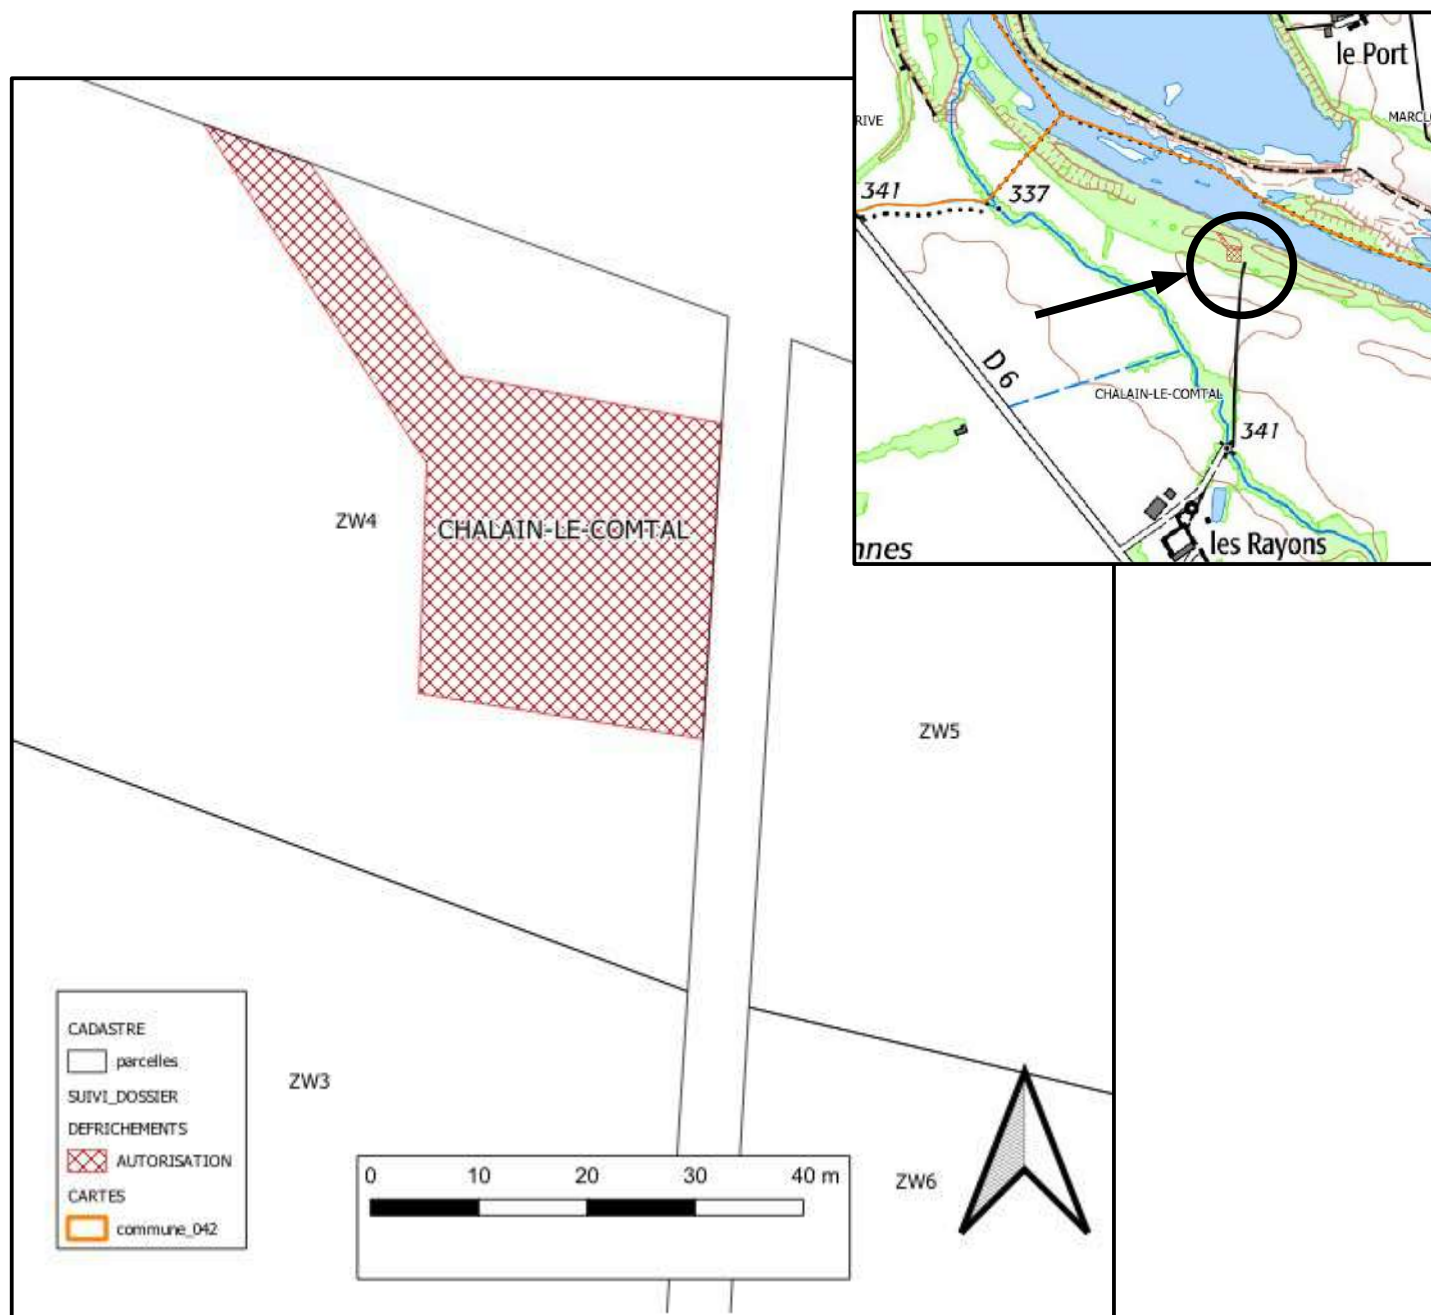 le Port
RIVE
MARCL
341
337
D 6
CHALAIN-LE-COMTAL
341
nnes
les Rayons
ZW4
CHALAIN-LE-COMTAL
ZW5
ZW3
ZW6
CADASTRE
parcelles
SUIVI_DOSSIER
DEFRICHEMENTS
AUTORISATION
CARTES
commune_042
0 10 20 30 40 m